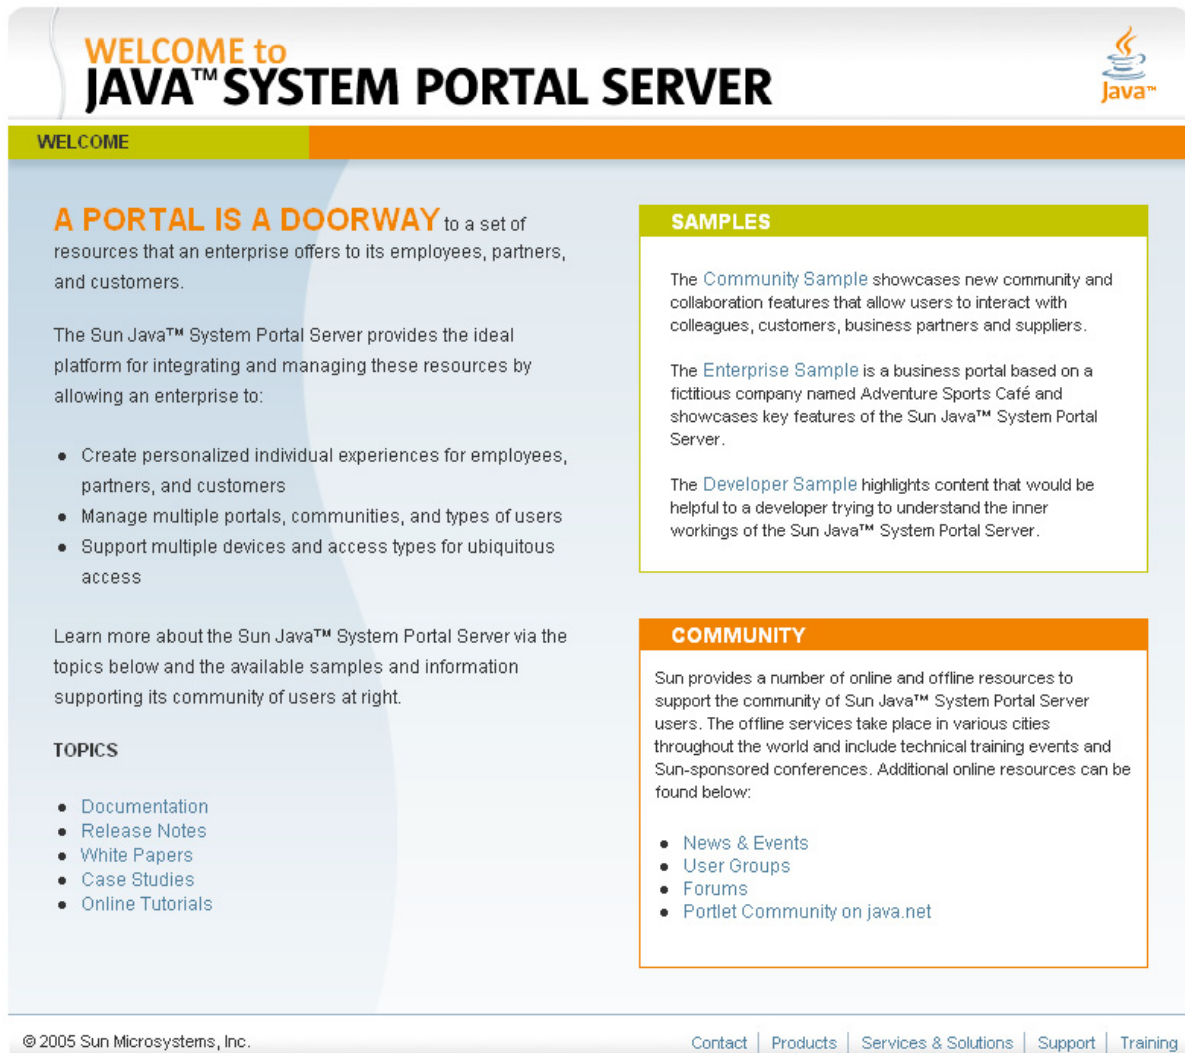 WELCOME to
JAVA™ SYSTEM PORTAL SERVER
Java™
WELCOME
A PORTAL IS A DOORWAY to a set of
resources that an enterprise offers to its employees, partners,
and customers.
The Sun Java™ System Portal Server provides the ideal
platform for integrating and managing these resources by
allowing an enterprise to:
● Create personalized individual experiences for employees,
partners, and customers
● Manage multiple portals, communities, and types of users
● Support multiple devices and access types for ubiquitous
access
Learn more about the Sun Java™ System Portal Server via the
topics below and the available samples and information
supporting its community of users at right.
TOPICS
● Documentation
● Release Notes
● White Papers
● Case Studies
● Online Tutorials
SAMPLES
The Community Sample showcases new community and
collaboration features that allow users to interact with
colleagues, customers, business partners and suppliers.
The Enterprise Sample is a business portal based on a
fictitious company named Adventure Sports Café and
showcases key features of the Sun Java™ System Portal
Server.
The Developer Sample highlights content that would be
helpful to a developer trying to understand the inner
workings of the Sun Java™ System Portal Server.
COMMUNITY
Sun provides a number of online and offline resources to
support the community of Sun Java™ System Portal Server
users. The offline services take place in various cities
throughout the world and include technical training events and
Sun-sponsored conferences. Additional online resources can be
found below:
● News & Events
● User Groups
● Forums
● Portlet Community on java.net
© 2005 Sun Microsystems, Inc.
Contact | Products | Services & Solutions | Support | Training